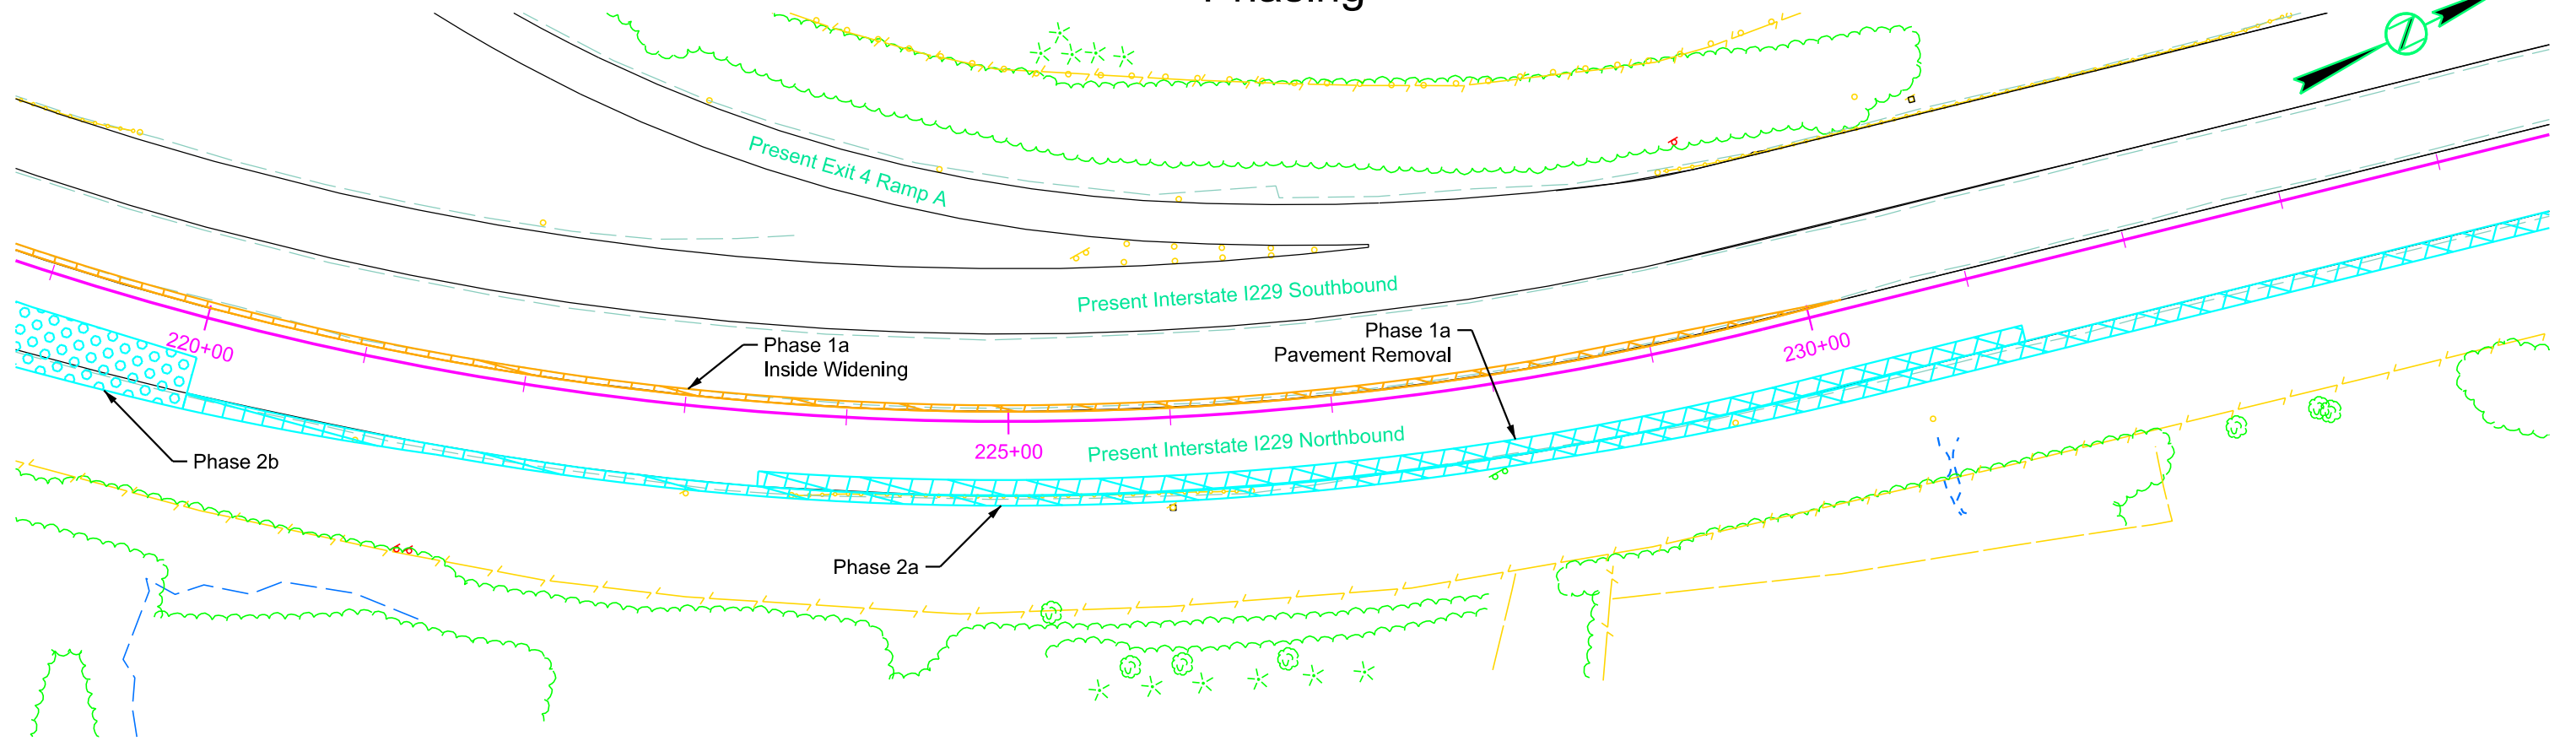 Phasing
Present Exit 4 Ramp A
Present Interstate I229 Southbound
220+00
Phase 1a
Inside Widening
Phase 1a
Pavement Removal
230+00
225+00
Present Interstate I229 Northbound
Phase 2b
Phase 2a